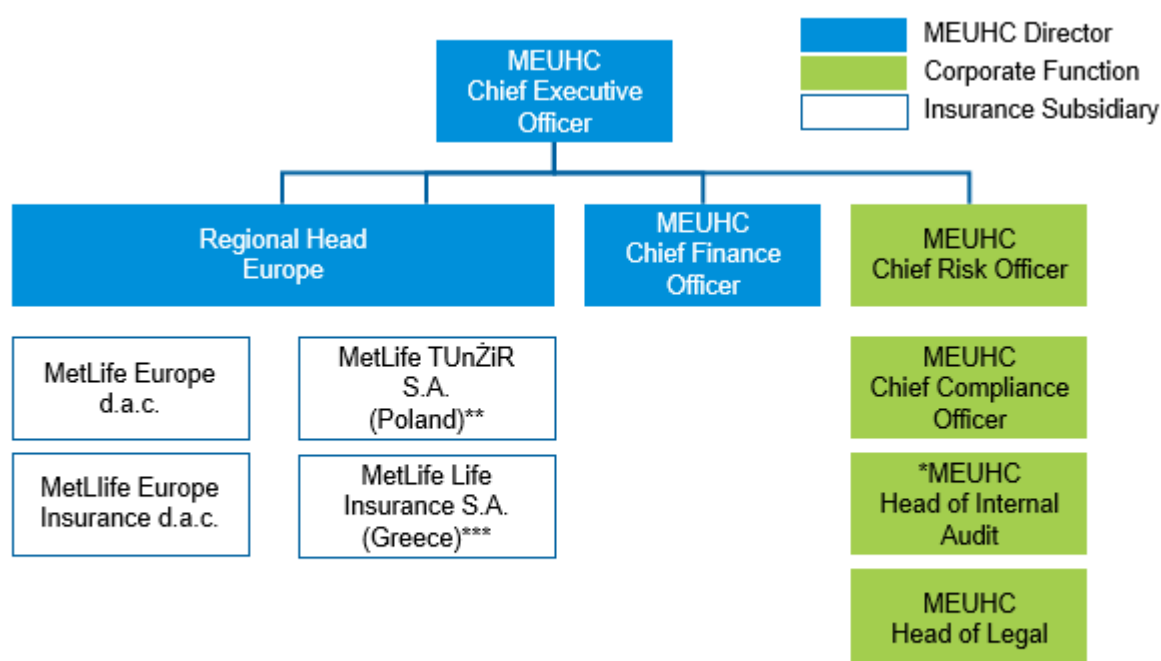 MEUHC
Chief Executive
Officer
MEUHC Director
Corporate Function
Insurance Subsidiary
Regional Head
Europe
MEUHC
Chief Finance
Officer
MEUHC
Chief Risk Officer
MetLife Europe
d.a.c.
MetLife TUnŻiR
S.A.
(Poland)**
MEUHC
Chief Compliance
Officer
MetLlife Europe
Insurance d.a.c.
MetLife Life
Insurance S.A.
(Greece)***
*MEUHC
Head of Internal
Audit
MEUHC
Head of Legal